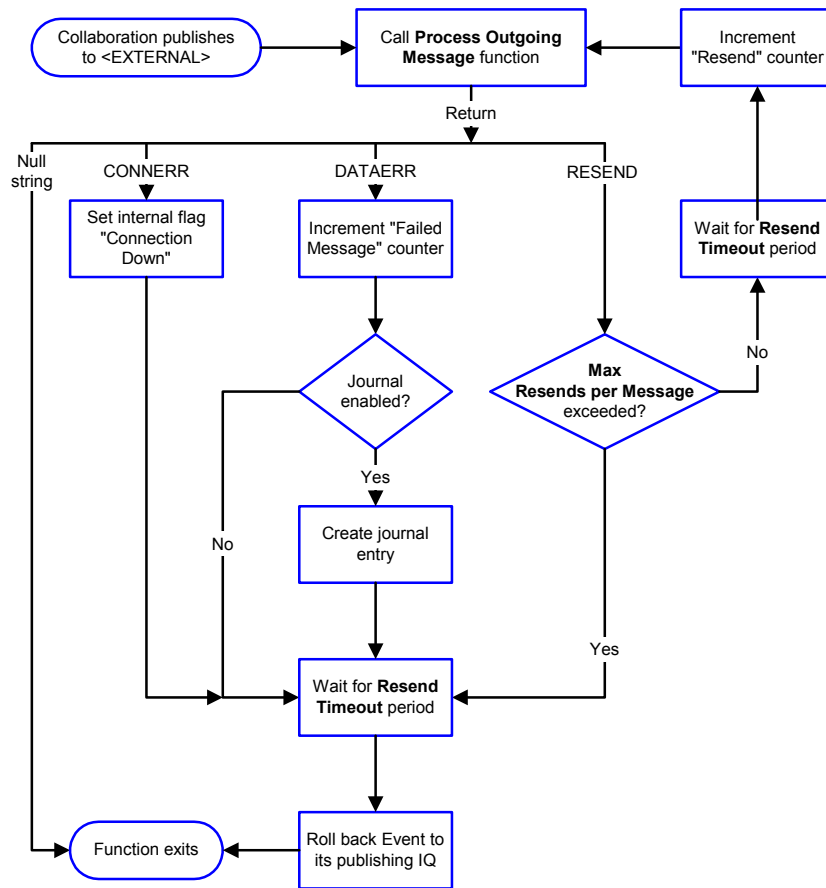 Collaboration publishes
to <EXTERNAL>
Call Process Outgoing
Message function
Increment
"Resend" counter
Return
Null
string
CONNERR
DATAERR
RESEND
Set internal flag
"Connection
Down"
Increment "Failed
Message" counter
Wait for Resend
Timeout period
Journal
enabled?
Max
Resends per Message
exceeded?
No
Yes
No
Create journal
entry
Yes
Wait for Resend
Timeout period
Function exits
Roll back Event to
its publishing IQ